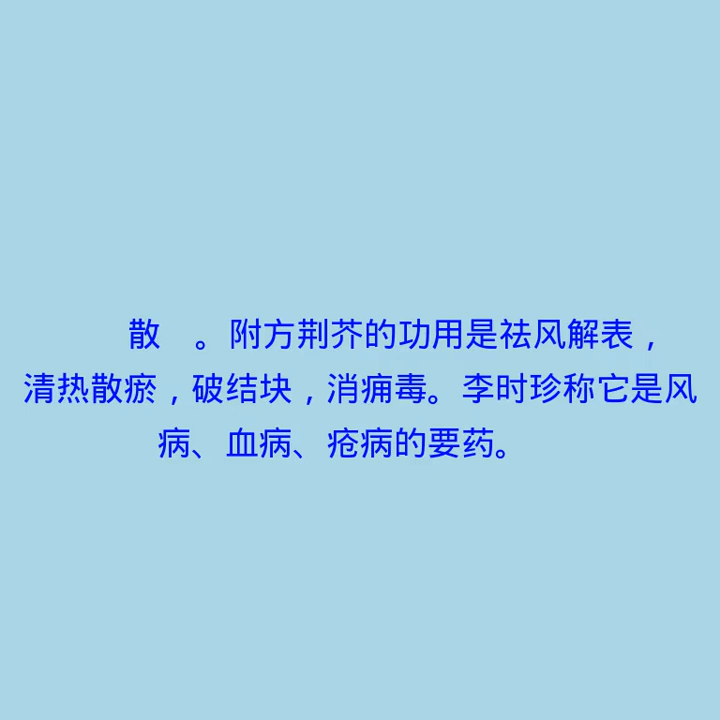 散　。附方荆芥的功用是祛风解表，
清热散瘀，破结块，消痈毒。李时珍称它是风
病、血病、疮病的要药。